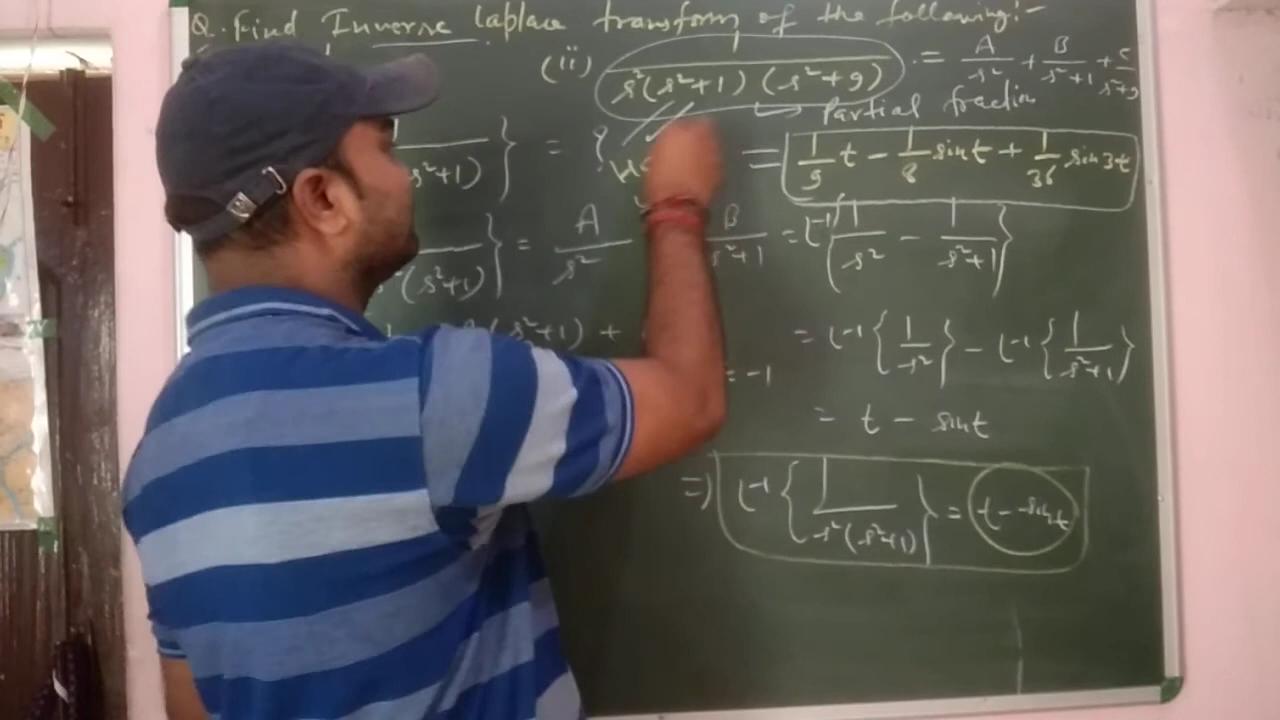 Q. Find Inverse laplace transform of the following:-
(ii) 1/(s²(s²+1)(s²+9)) = A/s² + B/(s²+1) + C/(s²+9)
→ Partial fraction
s²+1)} = {
= 1/9 t - 1/8 sint + 1/36 sin3t
s²(s²+1)} = A/s² B/(s²+1) = L⁻¹{1/s² - 1/(s²+1)}
(s²+1) + = L⁻¹{1/s²} - L⁻¹{1/(s²+1)}
= -1
= t - sint
=) L⁻¹{1/(s²(s²+1))} = t - sint